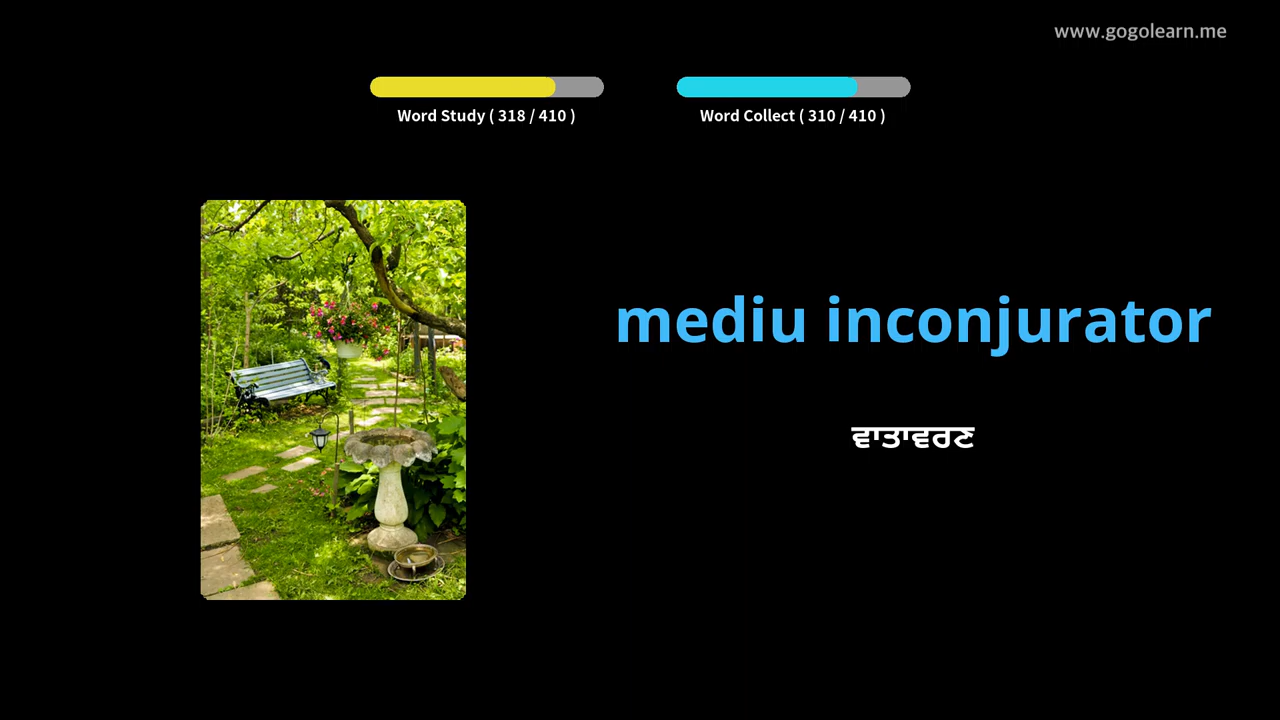 www.gogolearn.me
Word Study ( 318 / 410 )
Word Collect ( 310 / 410 )
mediu inconjurator
ਵਾਤਾਵਰਣ